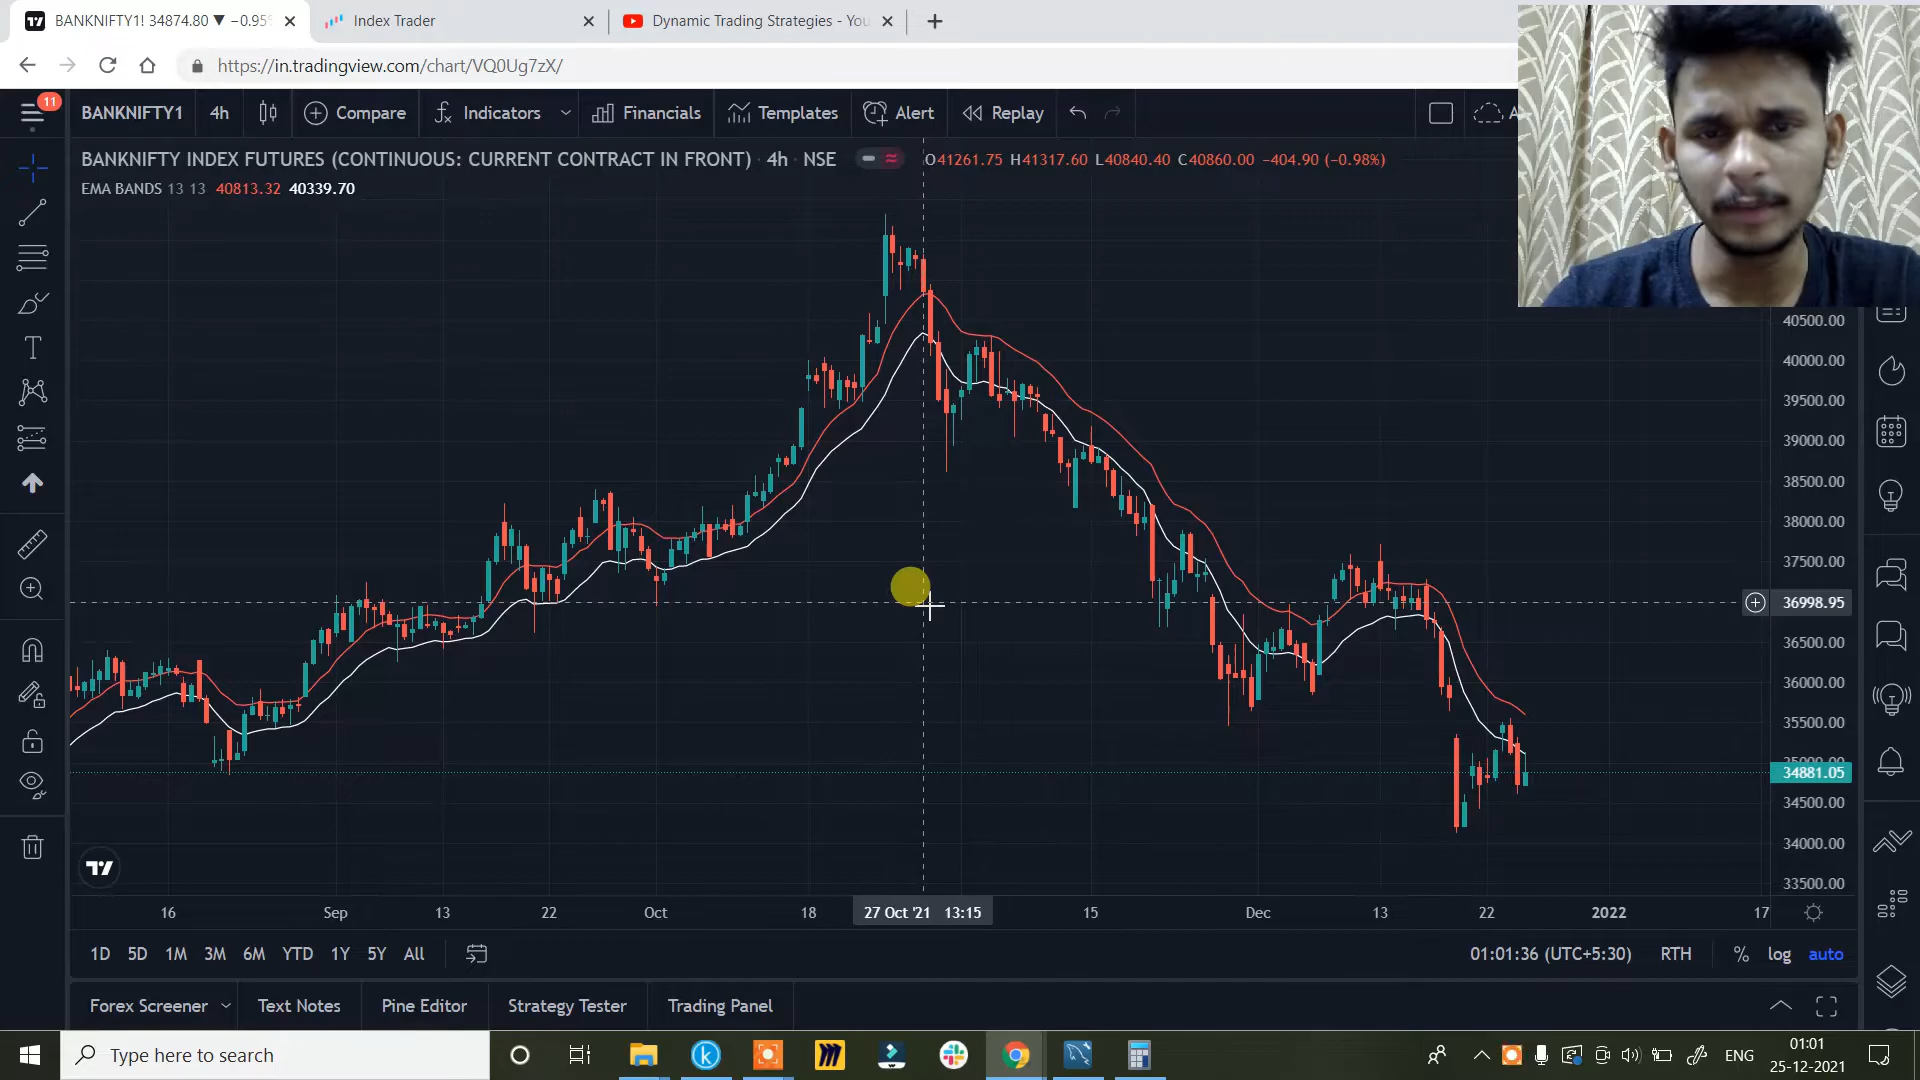 BANKNIFTY1! 34874.80 ▼ −0.95%
Index Trader
Dynamic Trading Strategies - You
https://in.tradingview.com/chart/VQ0Ug7zX/
11
BANKNIFTY1 4h Compare Indicators Financials Templates Alert Replay A
BANKNIFTY INDEX FUTURES (CONTINUOUS: CURRENT CONTRACT IN FRONT) · 4h · NSE O41261.75 H41317.60 L40840.40 C40860.00 −404.90 (−0.98%)
EMA BANDS 13 13 40813.32 40339.70
40500.00
40000.00
39500.00
39000.00
38500.00
38000.00
37500.00
36998.95
36500.00
36000.00
35500.00
35000.00
34881.05
34500.00
34000.00
33500.00
16 Sep 13 22 Oct 18 27 Oct '21 13:15 15 Dec 13 22 2022 17
1D 5D 1M 3M 6M YTD 1Y 5Y All 01:01:36 (UTC+5:30) RTH % log auto
Forex Screener Text Notes Pine Editor Strategy Tester Trading Panel
Type here to search ENG 01:01
25-12-2021